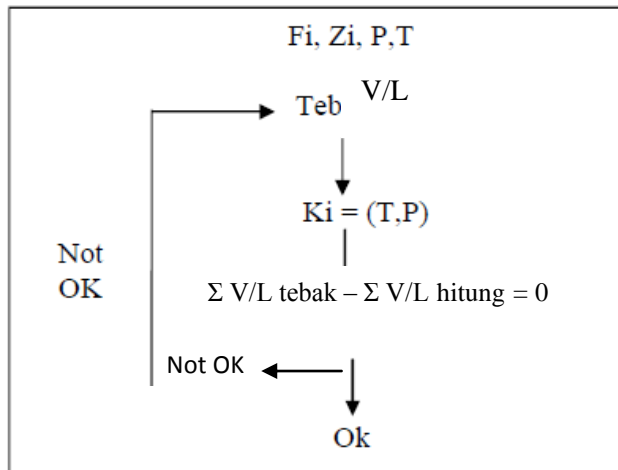 Fi, Zi, P,T
Teb V/L
Ki = (T,P)
Not
OK
Σ V/L tebak – Σ V/L hitung = 0
Not OK
Ok